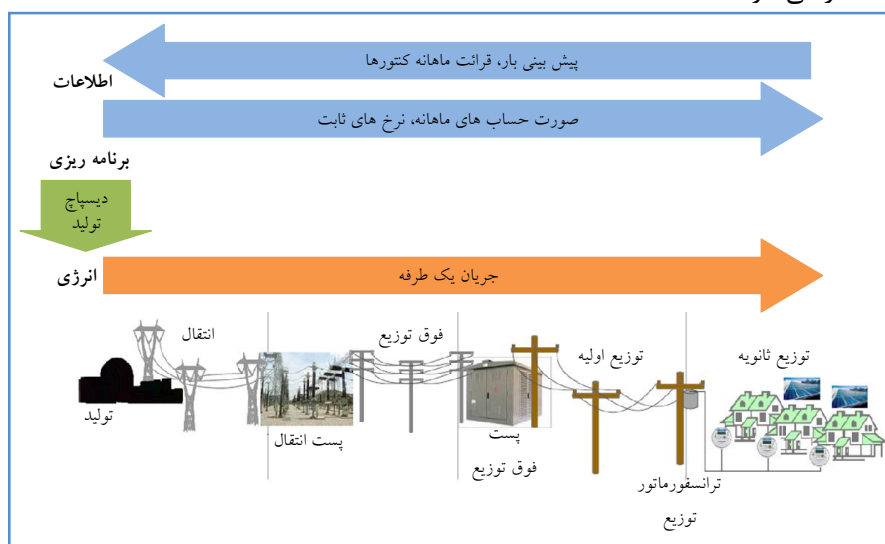 پیش بینی بار، قرائت ماهانه کنتورها
اطلاعات
صورت حساب های ماهانه، نرخ های ثابت
برنامه ریزی
دیسپاچ
تولید
انرژی
جریان یک طرفه
انتقال
فوق توزیع
توزیع اولیه
توزیع ثانویه
تولید
پست انتقال
پست
فوق توزیع
ترانسفورماتور
توزیع